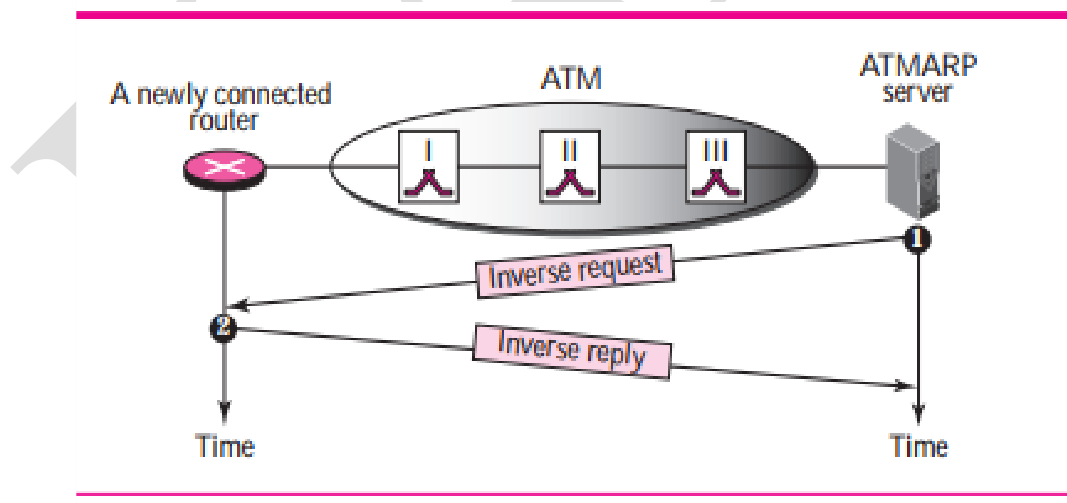 A newly connected
router
ATM
ATMARP
server
I
II
III
1
Inverse request
2
Inverse reply
Time
Time